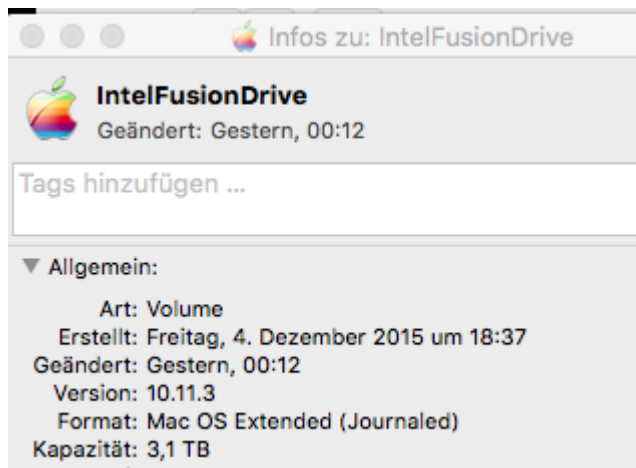 Infos zu: IntelFusionDrive
IntelFusionDrive
Geändert: Gestern, 00:12
Tags hinzufügen ...
Allgemein:
Art: Volume
Erstellt: Freitag, 4. Dezember 2015 um 18:37
Geändert: Gestern, 00:12
Version: 10.11.3
Format: Mac OS Extended (Journaled)
Kapazität: 3,1 TB